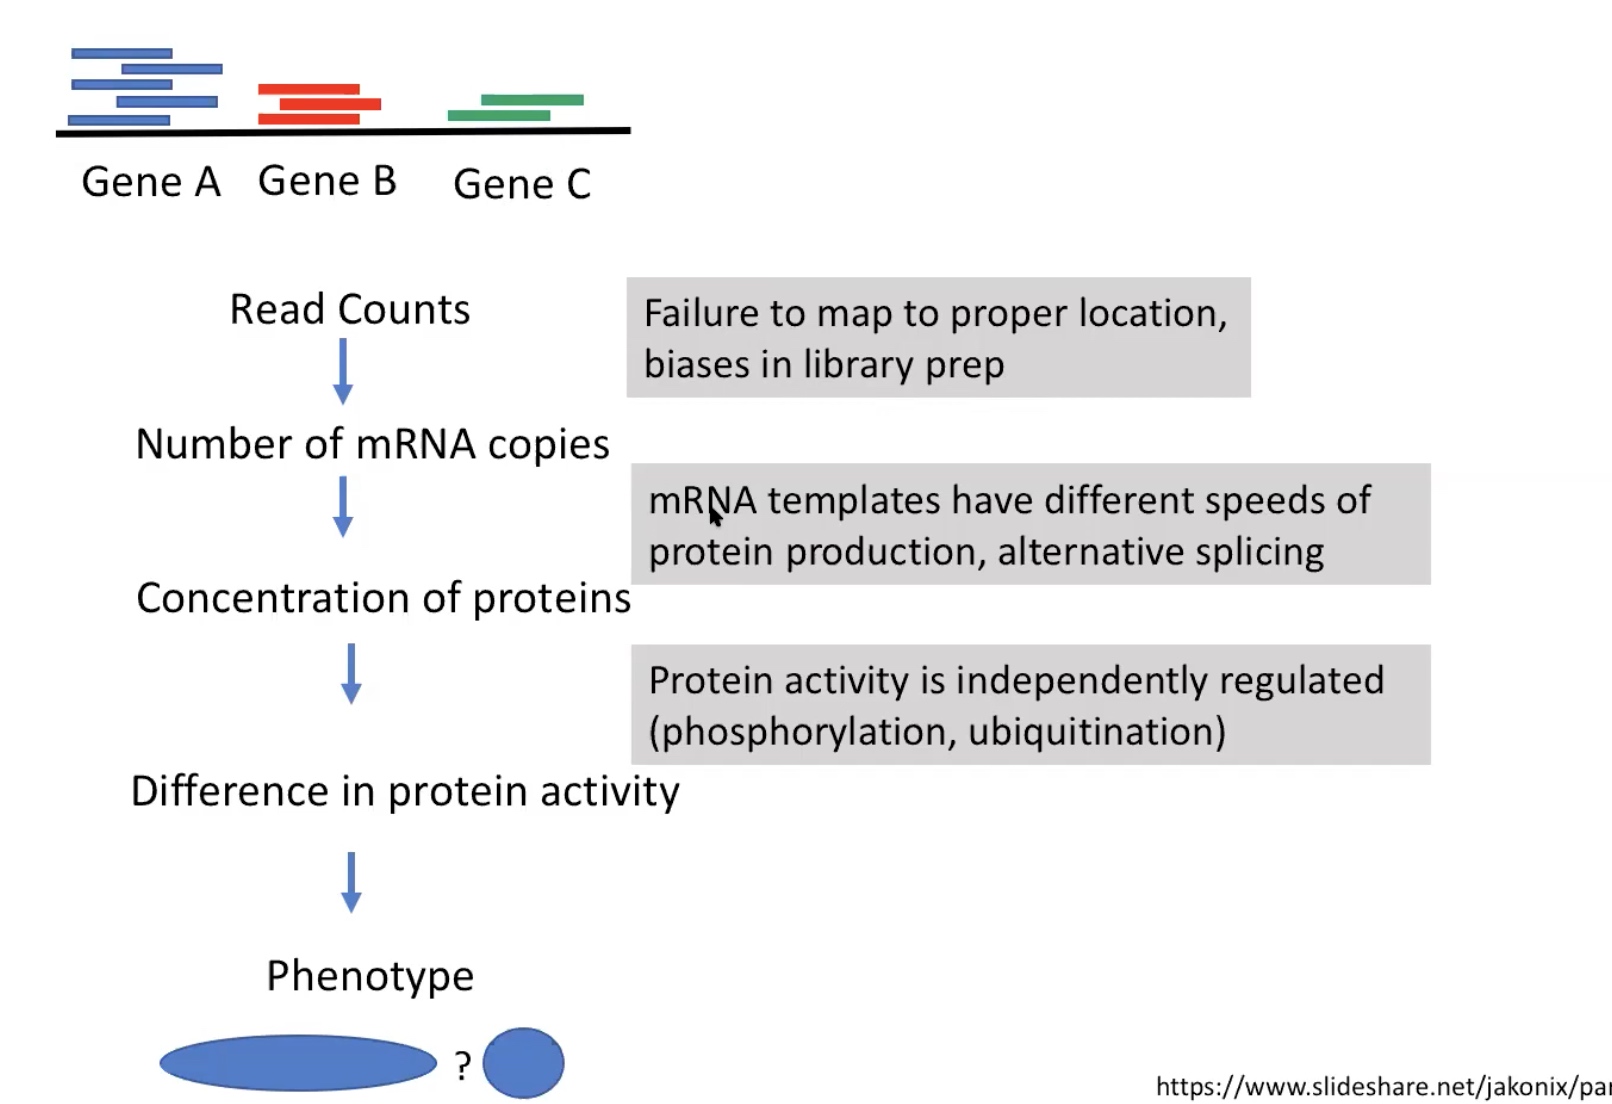 Gene A Gene B Gene C
Read Counts
Failure to map to proper location,
biases in library prep
Number of mRNA copies
mRNA templates have different speeds of
protein production, alternative splicing
Concentration of proteins
Protein activity is independently regulated
(phosphorylation, ubiquitination)
Difference in protein activity
Phenotype
?
https://www.slideshare.net/jakonix/par